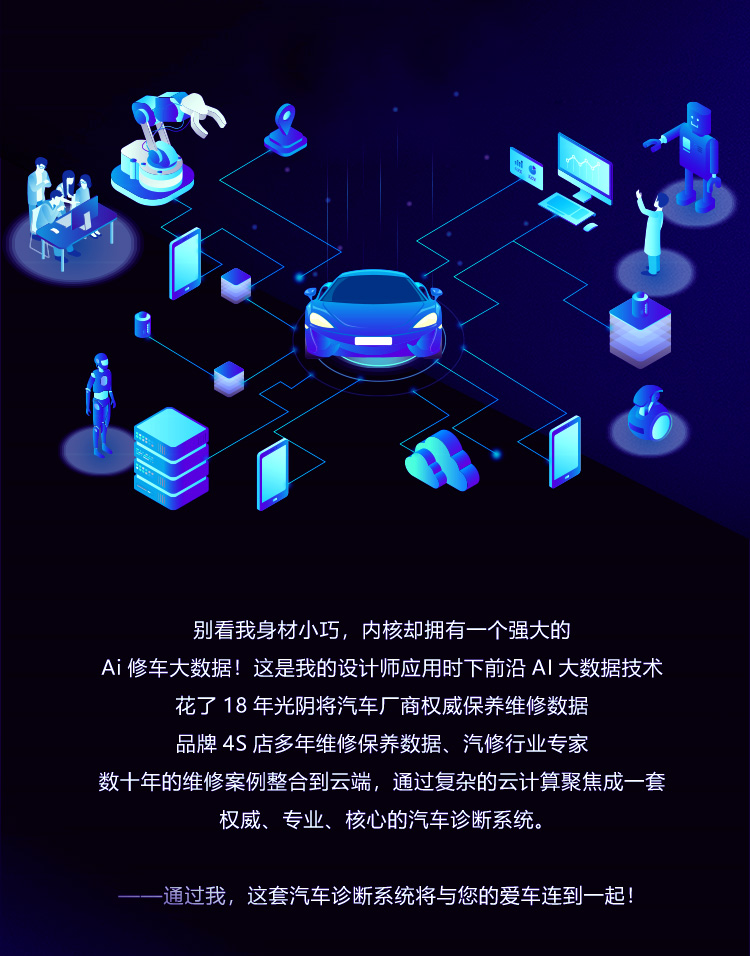 别看我身材小巧，内核却拥有一个强大的
Ai 修车大数据！这是我的设计师应用时下前沿 AI 大数据技术
花了 18 年光阴将汽车厂商权威保养维修数据
品牌 4S 店多年维修保养数据、汽修行业专家
数十年的维修案例整合到云端，通过复杂的云计算聚焦成一套
权威、专业、核心的汽车诊断系统。
——通过我，这套汽车诊断系统将与您的爱车连到一起！